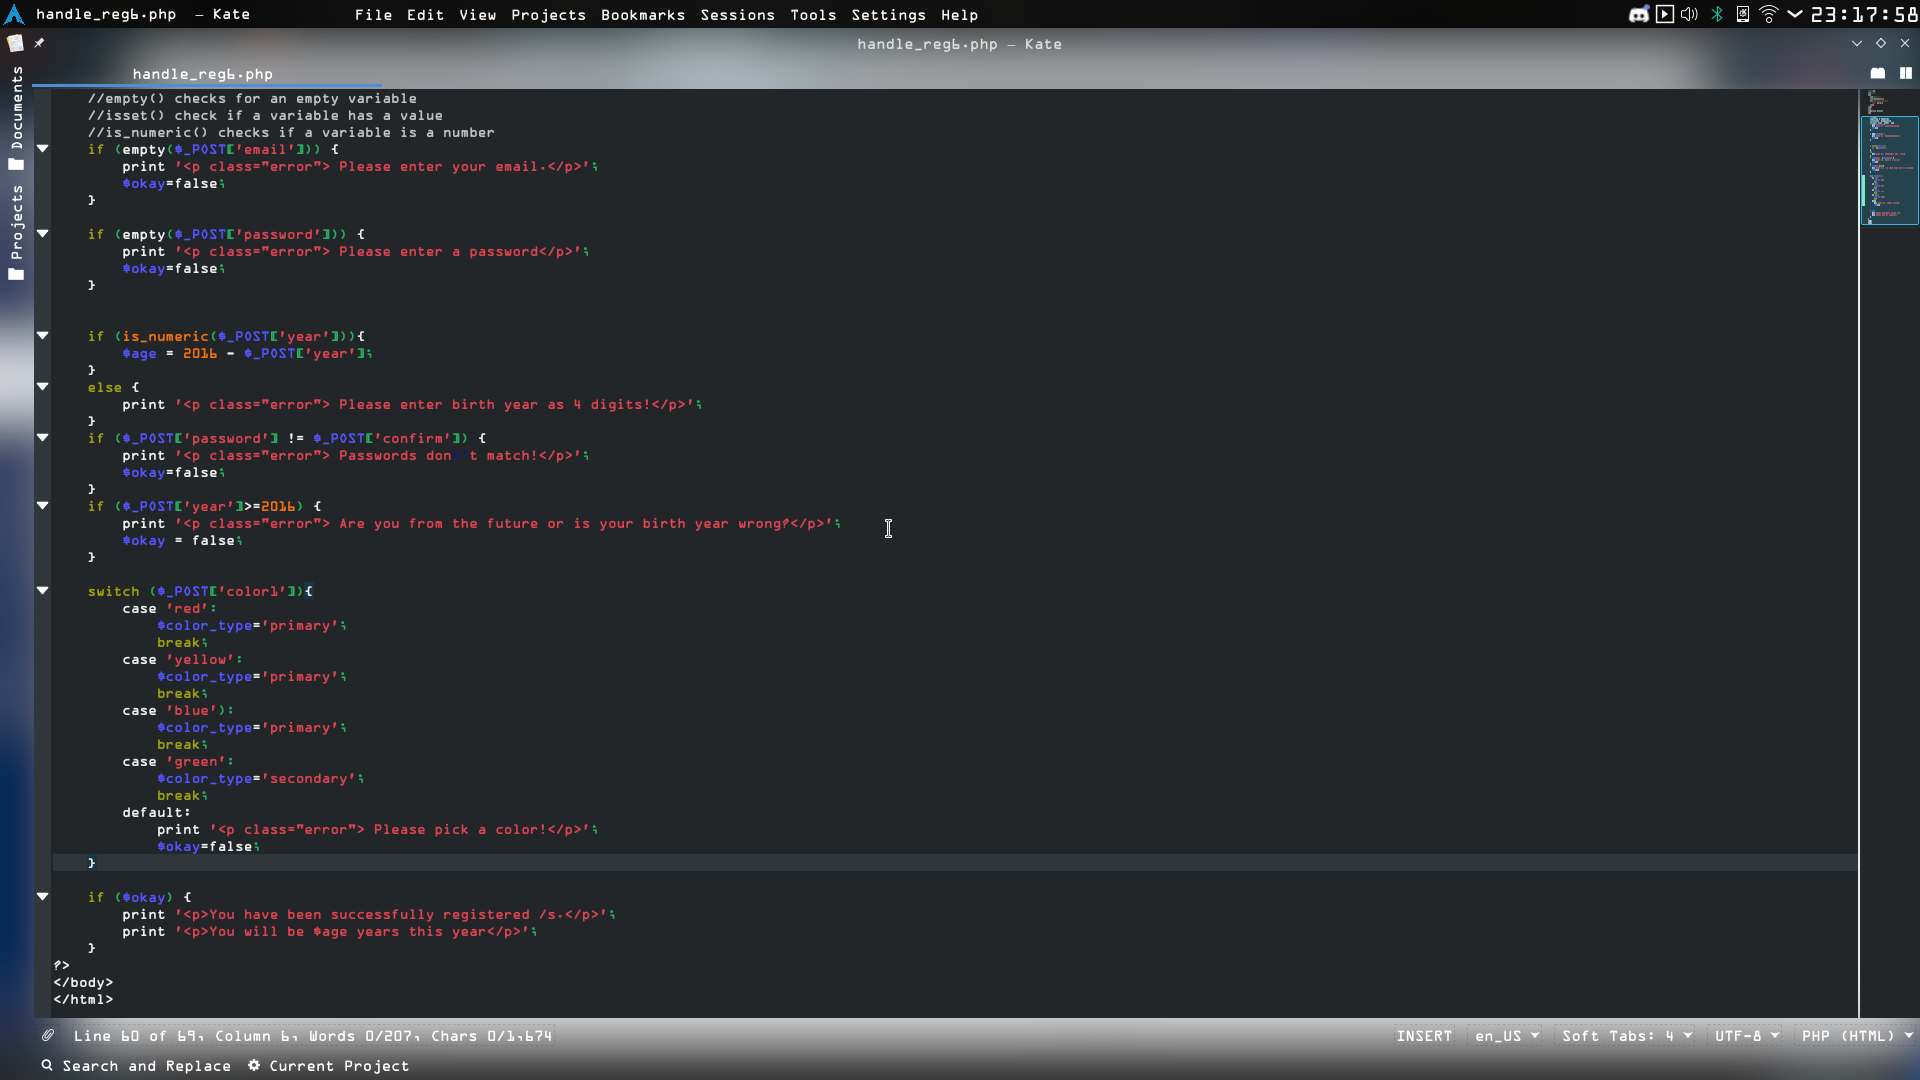 handle_reg6.php — Kate
File Edit View Projects Bookmarks Sessions Tools Settings Help
23:17:58
handle_reg6.php — Kate
Documents
Projects
handle_reg6.php
//empty() checks for an empty variable
//isset() check if a variable has a value
//is_numeric() checks if a variable is a number
if (empty($_POST['email'])) {
print '<p class="error"> Please enter your email.</p>';
$okay=false;
}
if (empty($_POST['password'])) {
print '<p class="error"> Please enter a password</p>';
$okay=false;
}
if (is_numeric($_POST['year'])){
$age = 2016 - $_POST['year'];
}
else {
print '<p class="error"> Please enter birth year as 4 digits!</p>';
}
if ($_POST['password'] != $_POST['confirm']) {
print '<p class="error"> Passwords don\'t match!</p>';
$okay=false;
}
if ($_POST['year']>=2016) {
print '<p class="error"> Are you from the future or is your birth year wrong?</p>';
$okay = false;
}
switch ($_POST['color1']){
case 'red':
$color_type='primary';
break;
case 'yellow':
$color_type='primary';
break;
case 'blue'):
$color_type='primary';
break;
case 'green':
$color_type='secondary';
break;
default:
print '<p class="error"> Please pick a color!</p>';
$okay=false;
}
if ($okay) {
print '<p>You have been successfully registered /s.</p>';
print '<p>You will be $age years this year</p>';
}
?>
</body>
</html>
Line 60 of 69, Column 6, Words 0/207, Chars 0/1,674
INSERT en_US Soft Tabs: 4 UTF-8 PHP (HTML)
Search and Replace Current Project